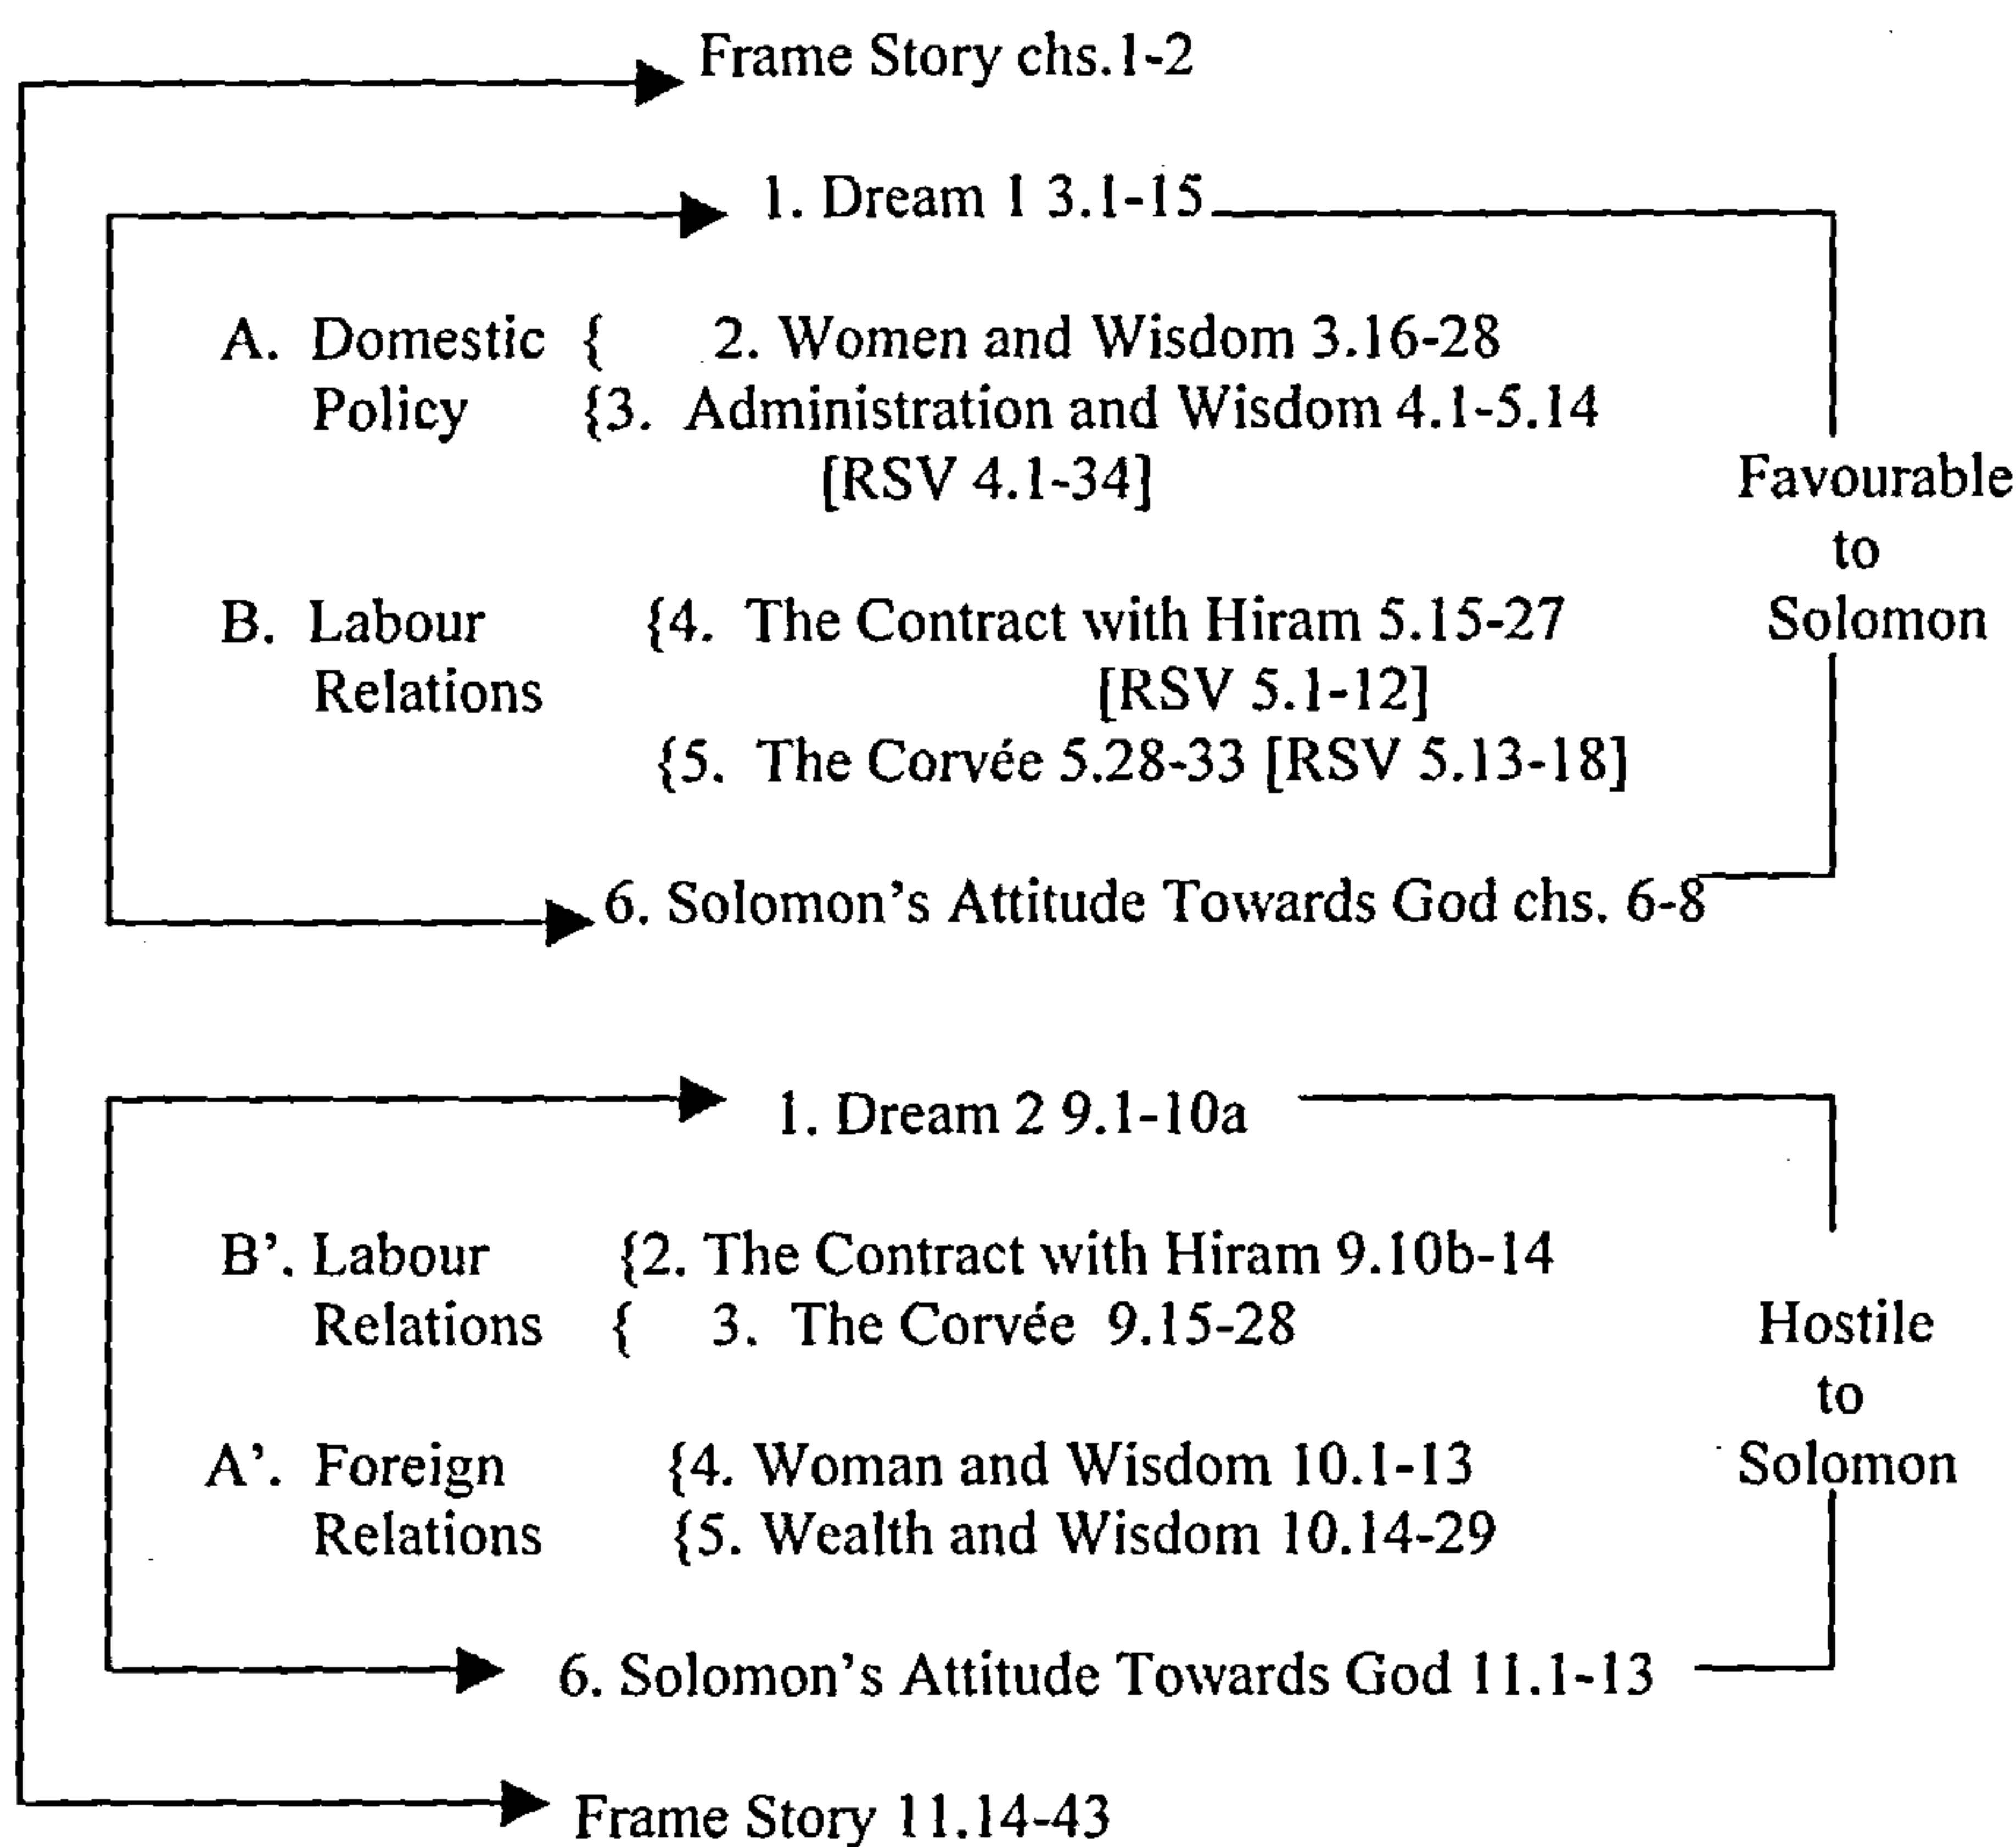 Frame Story chs.1-2
1. Dream 1 3.1-15
A. Domestic { 2. Women and Wisdom 3.16-28
Policy {3. Administration and Wisdom 4.1-5.14
[RSV 4.1-34]
Favourable
to
Solomon
B. Labour {4. The Contract with Hiram 5.15-27
Relations [RSV 5.1-12]
{5. The Corvée 5.28-33 [RSV 5.13-18]
6. Solomon's Attitude Towards God chs. 6-8
1. Dream 2 9.1-10a
B'. Labour {2. The Contract with Hiram 9.10b-14
Relations { 3. The Corvée 9.15-28
Hostile
to
Solomon
A'. Foreign {4. Woman and Wisdom 10.1-13
Relations {5. Wealth and Wisdom 10.14-29
6. Solomon's Attitude Towards God 11.1-13
Frame Story 11.14-43